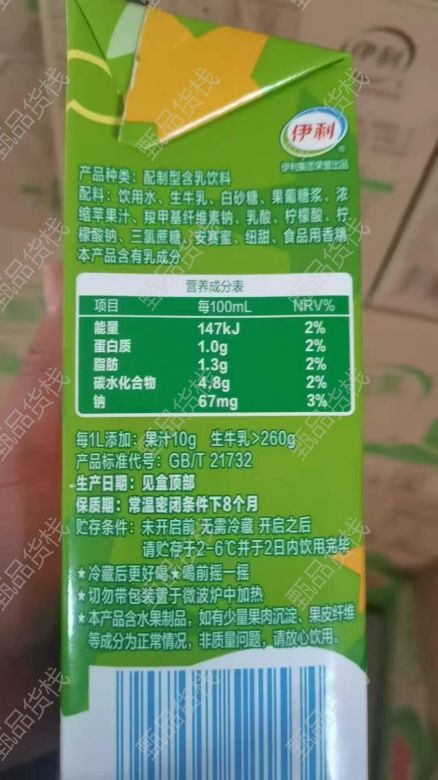 伊利
伊利
伊利集团荣誉出品
产品种类：配制型含乳饮料
配料：饮用水、生牛乳、白砂糖、果葡糖浆、浓
缩苹果汁、羧甲基纤维素钠、乳酸、柠檬酸、柠
檬酸钠、三氯蔗糖、安赛蜜、纽甜、食品用香精
本产品含有乳成分
营养成分表
项目 每100mL NRV%
能量 147kJ 2%
蛋白质 1.0g 2%
脂肪 1.3g 2%
碳水化合物 4.8g 2%
钠 67mg 3%
每1L添加：果汁10g 生牛乳>260g
产品标准代号：GB/T 21732
生产日期：见盒顶部
保质期：常温密闭条件下8个月
贮存条件：未开启前 无需冷藏 开启之后
请贮存于2-6℃并于2日内饮用完毕
★冷藏后更好喝★喝前摇一摇
★切勿带包装置于微波炉中加热
★本产品含水果制品，如有少量果肉沉淀、果皮纤维
等成分为正常情况，非质量问题，请放心饮用。
甄品货栈